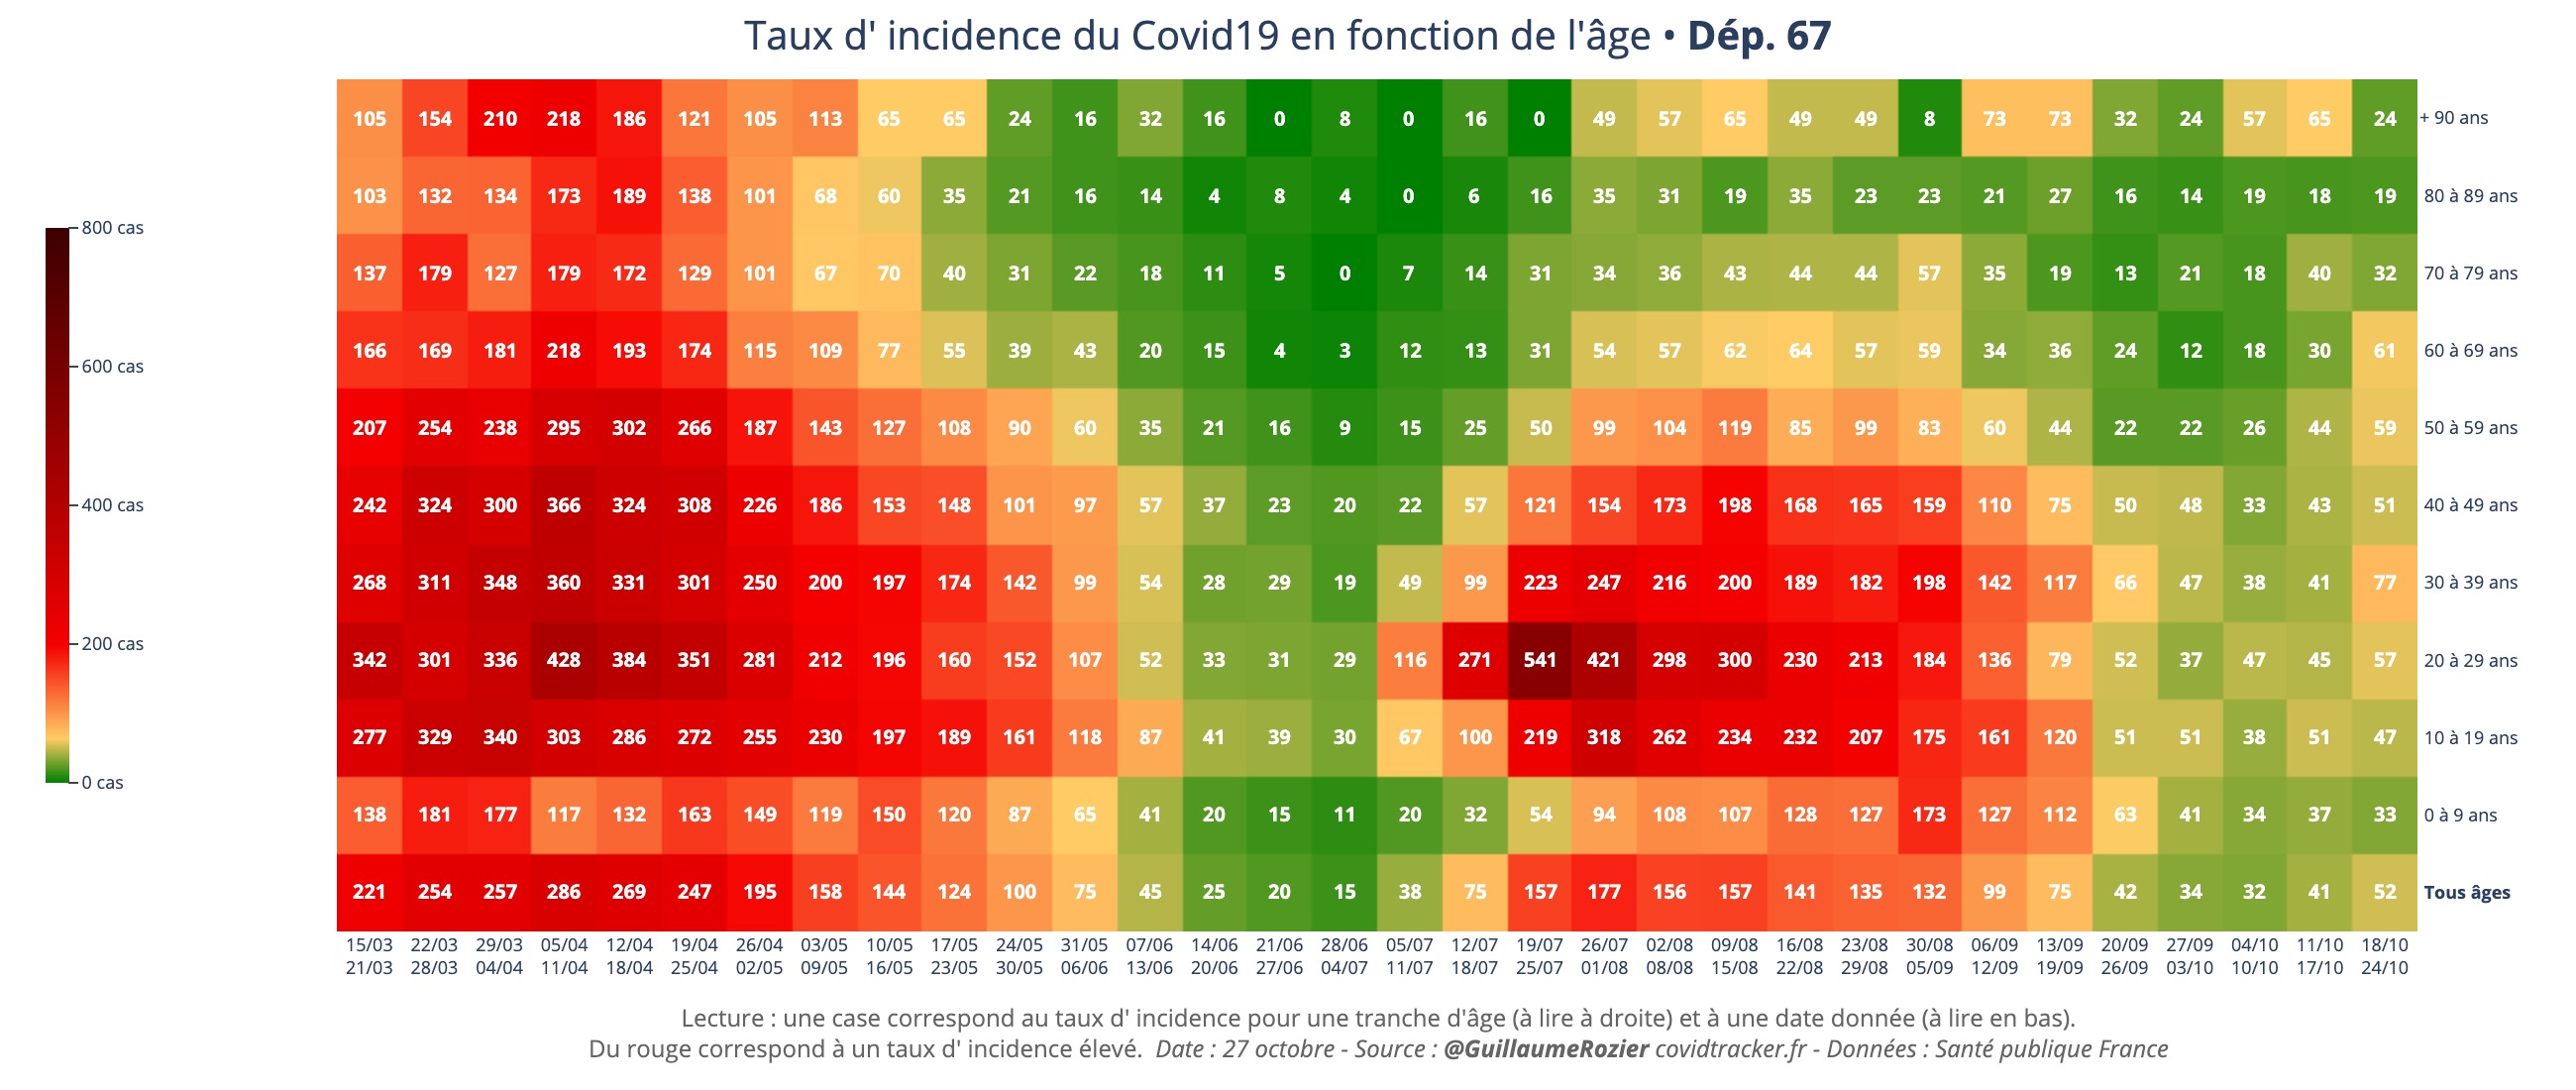 Taux d' incidence du Covid19 en fonction de l'âge • Dép. 67
800 cas
600 cas
400 cas
200 cas
0 cas
105 154 210 218 186 121 105 113 65 65 24 16 32 16 0 8 0 16 0 49 57 65 49 49 8 73 73 32 24 57 65 24 + 90 ans
103 132 134 173 189 138 101 68 60 35 21 16 14 4 8 4 0 6 16 35 31 19 35 23 23 21 27 16 14 19 18 19 80 à 89 ans
137 179 127 179 172 129 101 67 70 40 31 22 18 11 5 0 7 14 31 34 36 43 44 44 57 35 19 13 21 18 40 32 70 à 79 ans
166 169 181 218 193 174 115 109 77 55 39 43 20 15 4 3 12 13 31 54 57 62 64 57 59 34 36 24 12 18 30 61 60 à 69 ans
207 254 238 295 302 266 187 143 127 108 90 60 35 21 16 9 15 25 50 99 104 119 85 99 83 60 44 22 22 26 44 59 50 à 59 ans
242 324 300 366 324 308 226 186 153 148 101 97 57 37 23 20 22 57 121 154 173 198 168 165 159 110 75 50 48 33 43 51 40 à 49 ans
268 311 348 360 331 301 250 200 197 174 142 99 54 28 29 19 49 99 223 247 216 200 189 182 198 142 117 66 47 38 41 77 30 à 39 ans
342 301 336 428 384 351 281 212 196 160 152 107 52 33 31 29 116 271 541 421 298 300 230 213 184 136 79 52 37 47 45 57 20 à 29 ans
277 329 340 303 286 272 255 230 197 189 161 118 87 41 39 30 67 100 219 318 262 234 232 207 175 161 120 51 51 38 51 47 10 à 19 ans
138 181 177 117 132 163 149 119 150 120 87 65 41 20 15 11 20 32 54 94 108 107 128 127 173 127 112 63 41 34 37 33 0 à 9 ans
221 254 257 286 269 247 195 158 144 124 100 75 45 25 20 15 38 75 157 177 156 157 141 135 132 99 75 42 34 32 41 52 Tous âges
15/03 22/03 29/03 05/04 12/04 19/04 26/04 03/05 10/05 17/05 24/05 31/05 07/06 14/06 21/06 28/06 05/07 12/07 19/07 26/07 02/08 09/08 16/08 23/08 30/08 06/09 13/09 20/09 27/09 04/10 11/10 18/10
21/03 28/03 04/04 11/04 18/04 25/04 02/05 09/05 16/05 23/05 30/05 06/06 13/06 20/06 27/06 04/07 11/07 18/07 25/07 01/08 08/08 15/08 22/08 29/08 05/09 12/09 19/09 26/09 03/10 10/10 17/10 24/10
Lecture : une case correspond au taux d' incidence pour une tranche d'âge (à lire à droite) et à une date donnée (à lire en bas).
Du rouge correspond à un taux d' incidence élevé. Date : 27 octobre - Source : @GuillaumeRozier covidtracker.fr - Données : Santé publique France